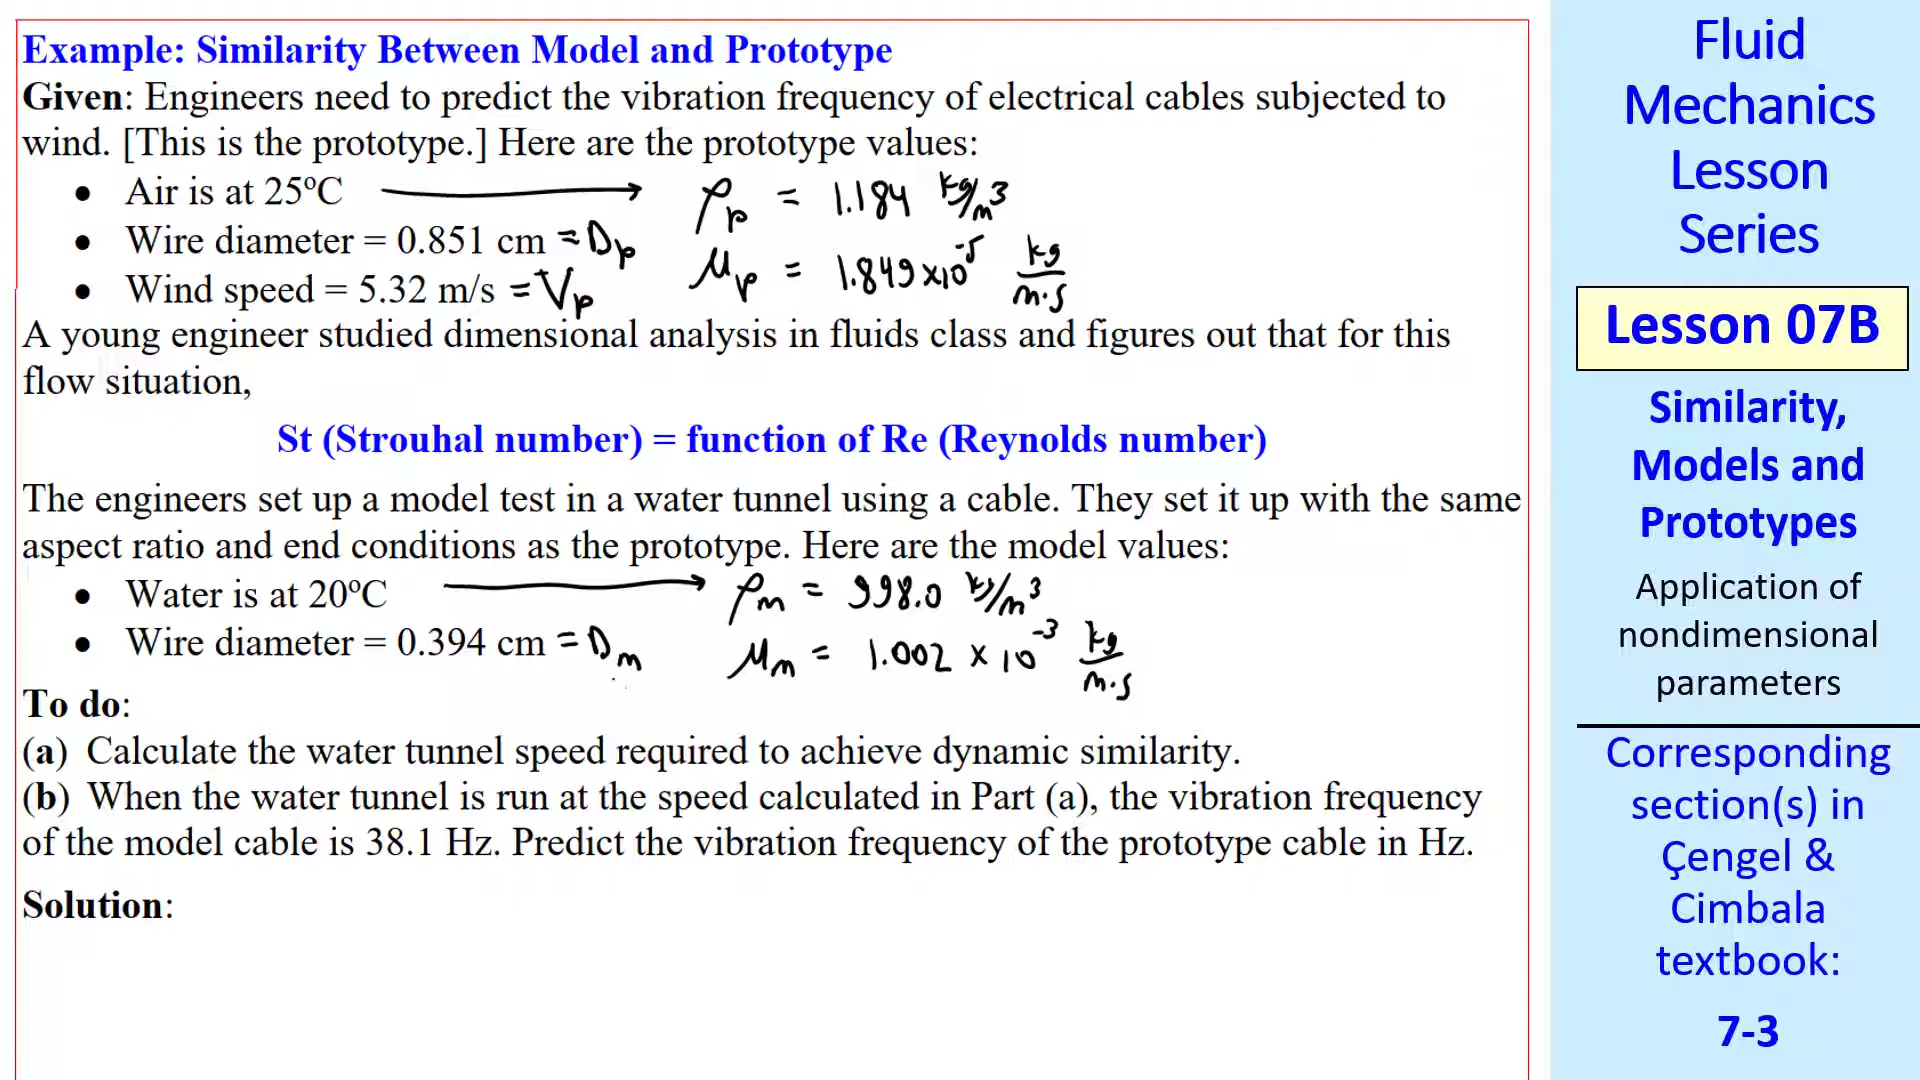 Example: Similarity Between Model and Prototype
Given: Engineers need to predict the vibration frequency of electrical cables subjected to
wind. [This is the prototype.] Here are the prototype values:
• Air is at 25ºC → ρp = 1.184 kg/m³
• Wire diameter = 0.851 cm = Dp
μp = 1.849×10⁻⁵ kg/m·s
• Wind speed = 5.32 m/s = Vp
A young engineer studied dimensional analysis in fluids class and figures out that for this
flow situation,
St (Strouhal number) = function of Re (Reynolds number)
The engineers set up a model test in a water tunnel using a cable. They set it up with the same
aspect ratio and end conditions as the prototype. Here are the model values:
• Water is at 20ºC → ρm = 998.0 kg/m³
• Wire diameter = 0.394 cm = Dm μm = 1.002 × 10⁻³ kg/m·s
To do:
(a) Calculate the water tunnel speed required to achieve dynamic similarity.
(b) When the water tunnel is run at the speed calculated in Part (a), the vibration frequency
of the model cable is 38.1 Hz. Predict the vibration frequency of the prototype cable in Hz.
Solution:
Fluid
Mechanics
Lesson
Series
Lesson 07B
Similarity,
Models and
Prototypes
Application of
nondimensional
parameters
Corresponding
section(s) in
Çengel &
Cimbala
textbook:
7-3